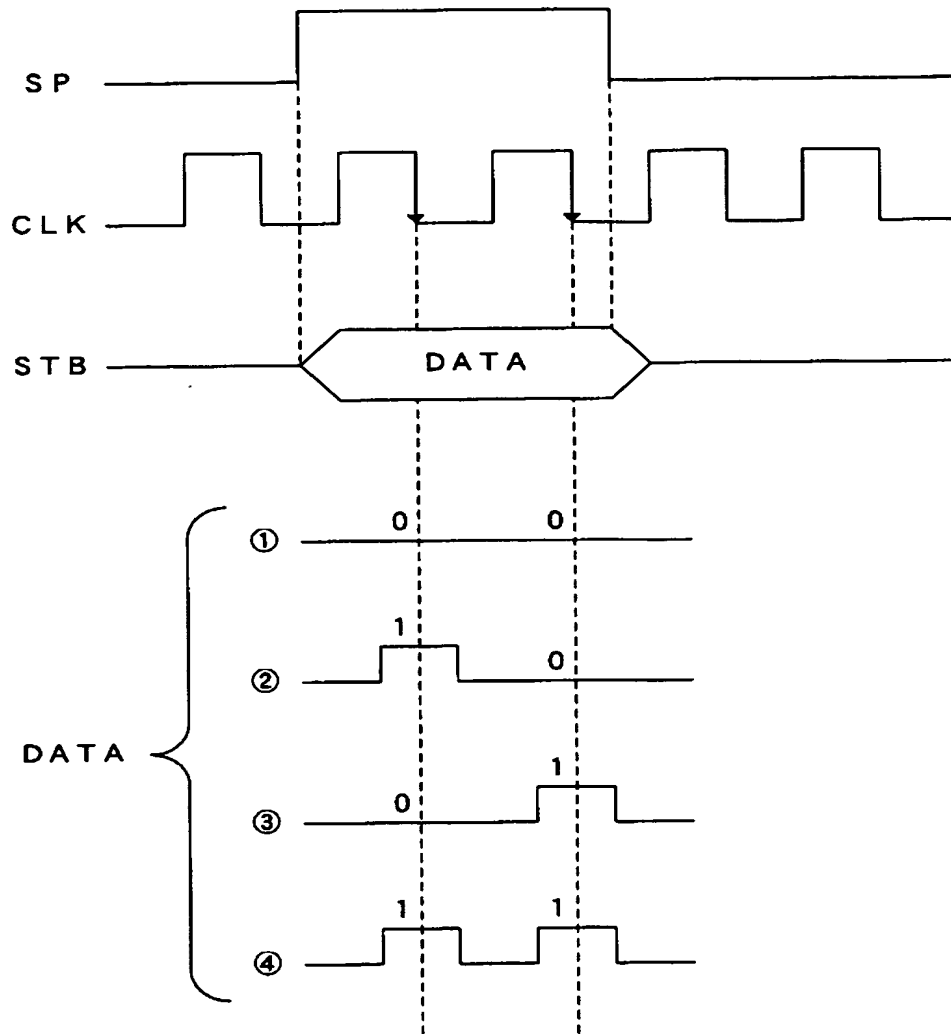 SP
CLK
STB DATA
① 0 0
② 1 0
DATA
③ 0 1
④ 1 1